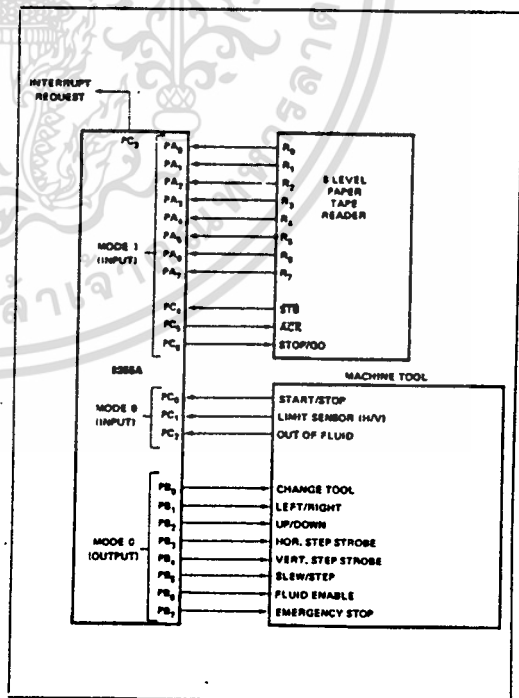 INTERRUPT
REQUEST
PC3
PA0 R0
PA1 R1
PA2 R2
PA3 R3
PA4 R4
PA5 R5
PA6 R6
PA7 R7
8 LEVEL
PAPER
TAPE
READER
MODE 1
(INPUT)
PC4 STB
PC5 ACK
PC6 STOP/GO
8255A
MACHINE TOOL
MODE 0
(INPUT)
PC0 START/STOP
PC1 LIMIT SENSOR (H/V)
PC2 OUT OF FLUID
MODE 0
(OUTPUT)
PB0 CHANGE TOOL
PB1 LEFT/RIGHT
PB2 UP/DOWN
PB3 HOR. STEP STROBE
PB4 VERT. STEP STROBE
PB5 SLEW/STEP
PB6 FLUID ENABLE
PB7 EMERGENCY STOP